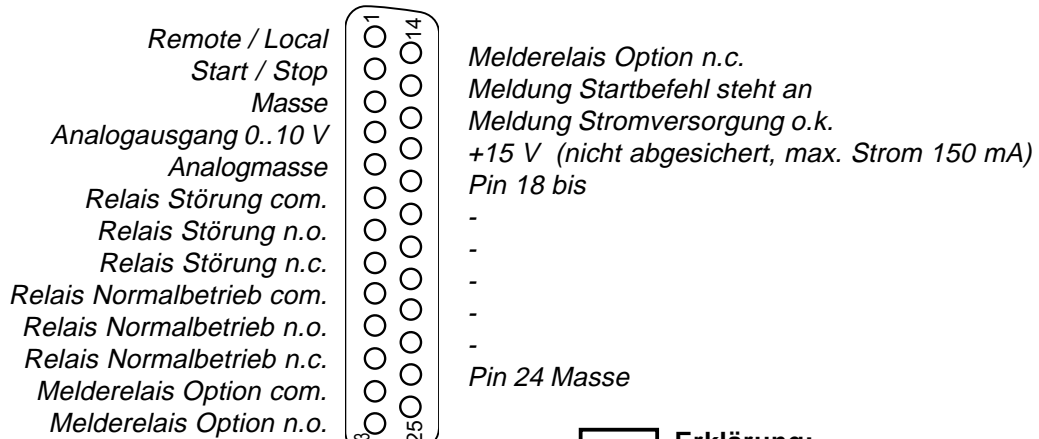 1
14
Remote / Local
Start / Stop
Masse
Analogausgang 0..10 V
Analogmasse
Relais Störung com.
Relais Störung n.o.
Relais Störung n.c.
Relais Normalbetrieb com.
Relais Normalbetrieb n.o.
Relais Normalbetrieb n.c.
Melderelais Option com.
Melderelais Option n.o.
25
Melderelais Option n.c.
Meldung Startbefehl steht an
Meldung Stromversorgung o.k.
+15 V (nicht abgesichert, max. Strom 150 mA)
Pin 18 bis
-
-
-
-
-
Pin 24 Masse
Erklärung: